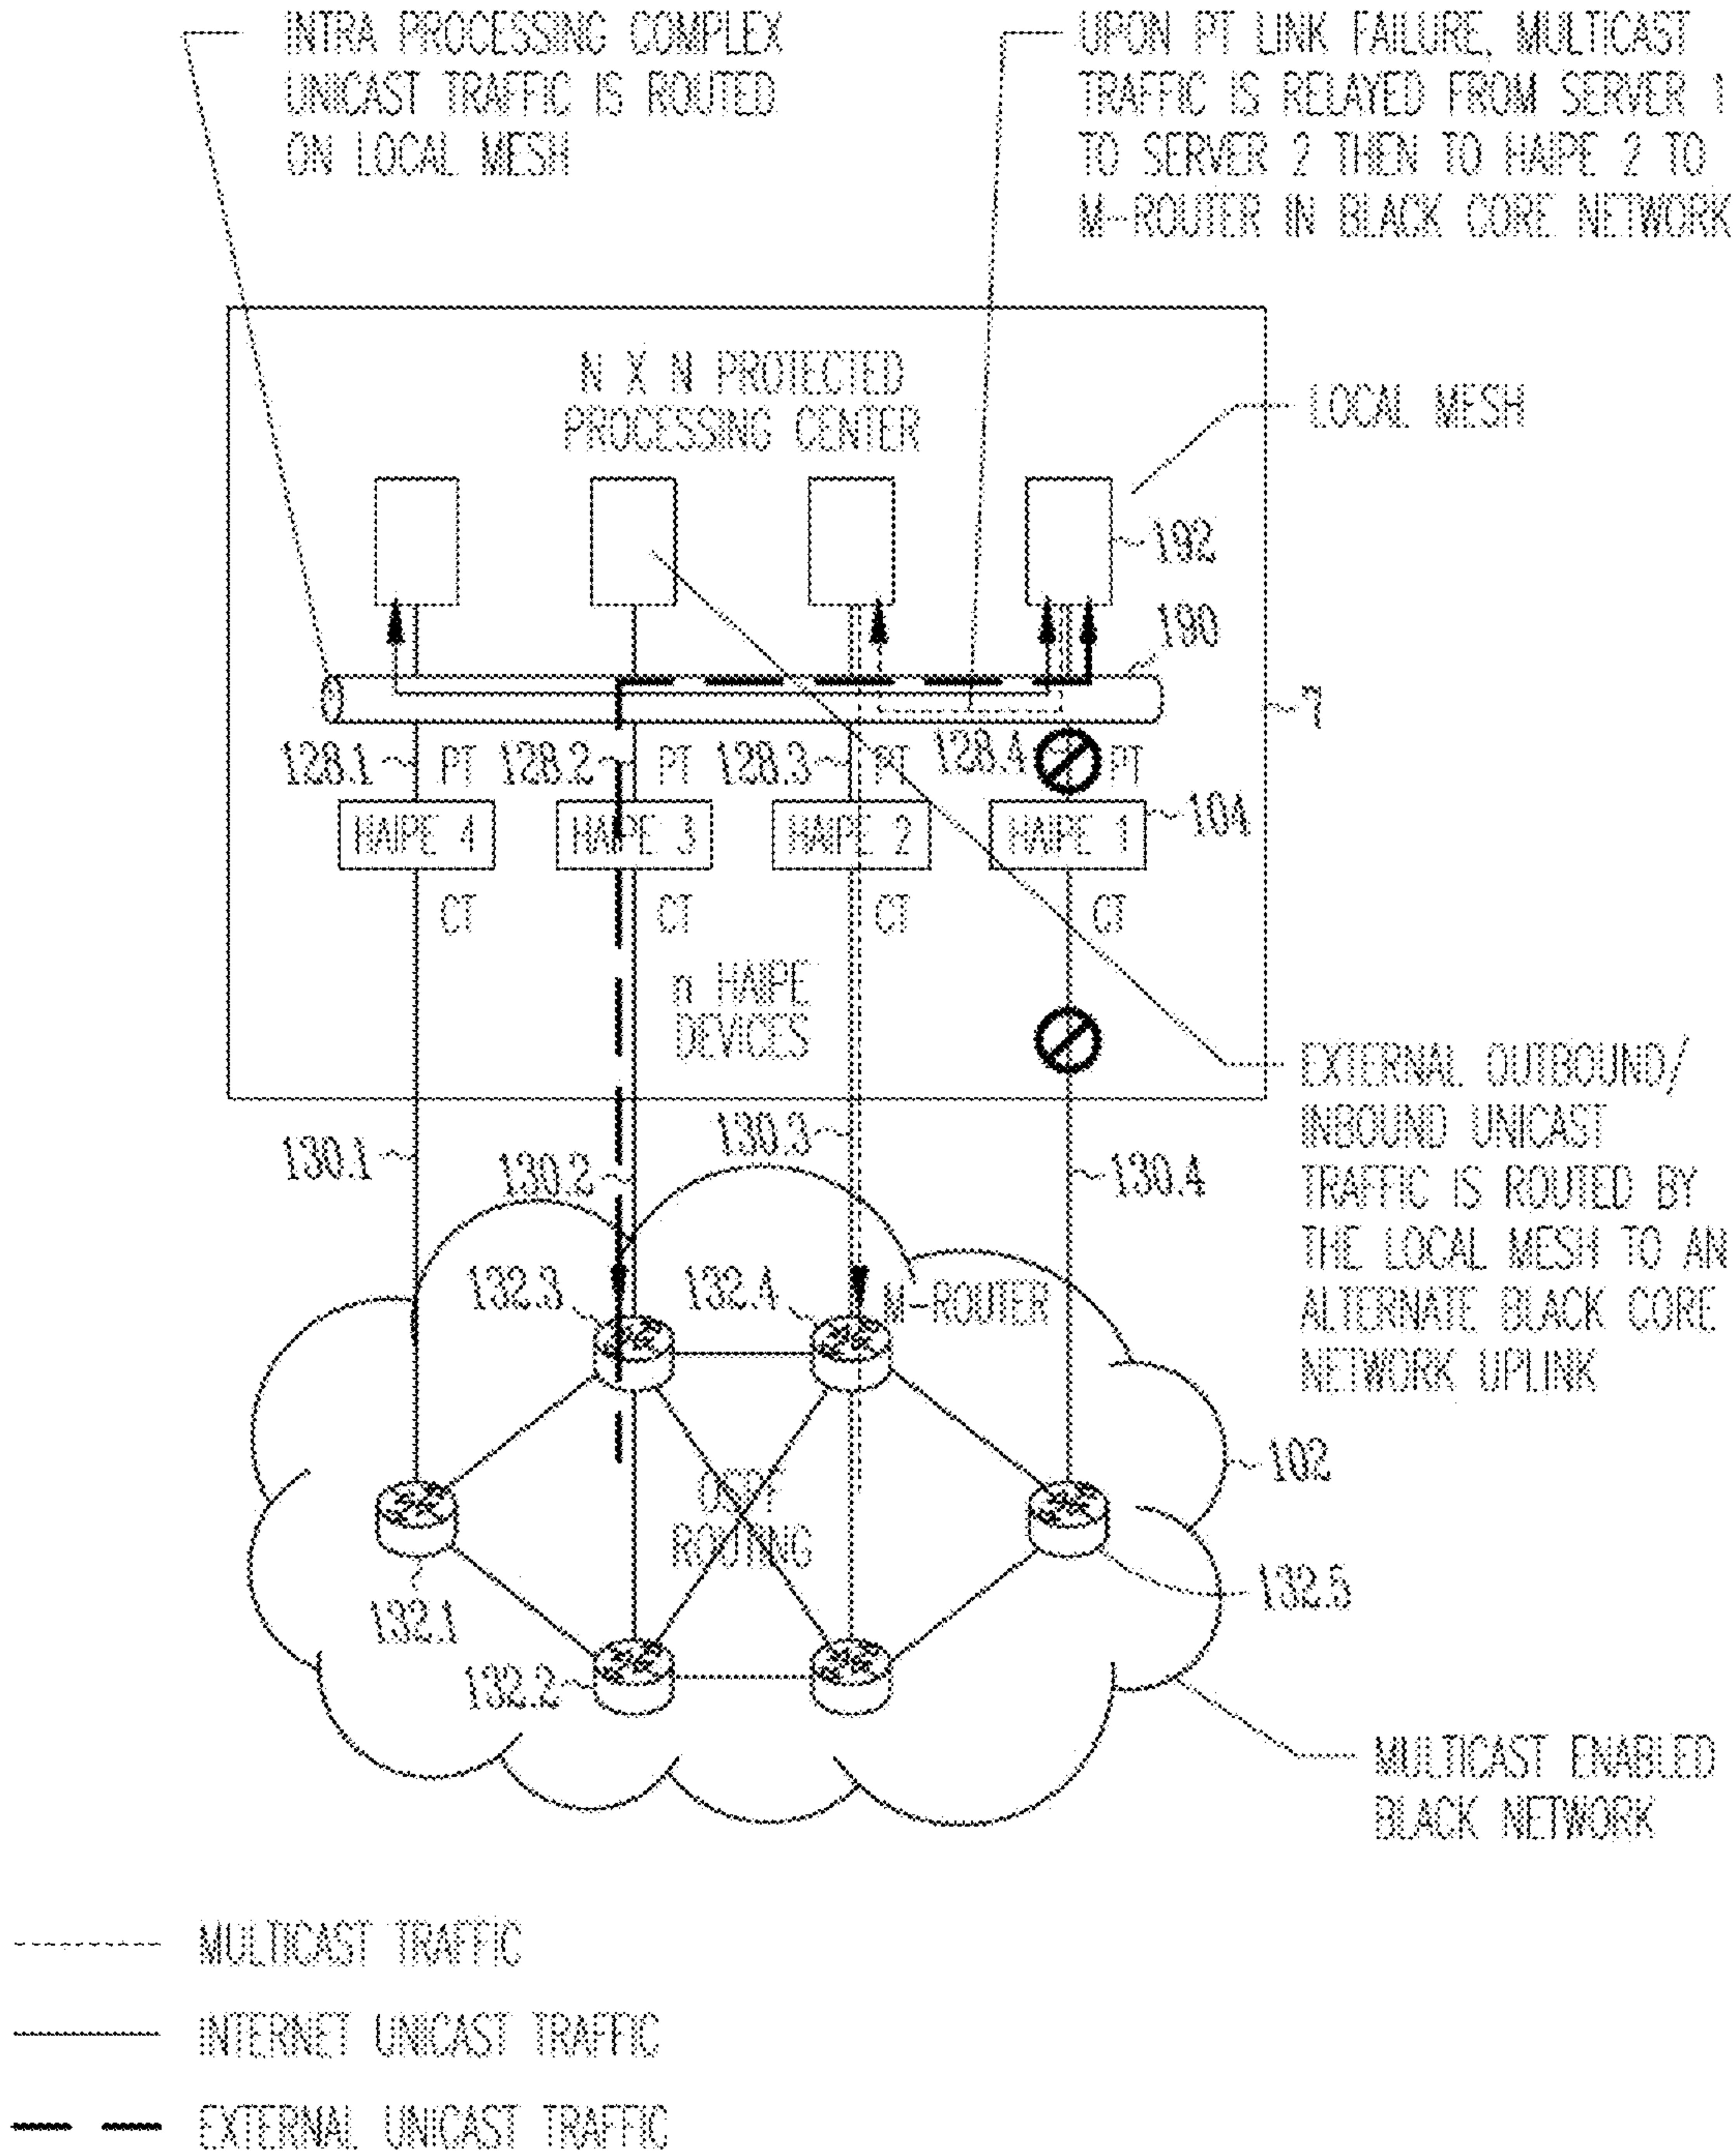 INTRA PROCESSING COMPLEX
UNICAST TRAFFIC IS ROUTED
ON LOCAL MESH
UPON PT LINK FAILURE, MULTICAST
TRAFFIC IS RELAYED FROM SERVER 1
TO SERVER 2 THEN TO HAIPE 2 TO
M-ROUTER IN BLACK CORE NETWORK
N X N PROTECTED
PROCESSING CENTER
LOCAL MESH
192
190
7
128.1
PT
128.2
PT
128.3
PT
128.4
PT
HAIPE 4
HAIPE 3
HAIPE 2
HAIPE 1
104
CT
CT
CT
CT
n HAIPE
DEVICES
EXTERNAL OUTBOUND/
INBOUND UNICAST
TRAFFIC IS ROUTED BY
THE LOCAL MESH TO AN
ALTERNATE BLACK CORE
NETWORK UPLINK
130.1
130.2
130.3
130.4
132.3
132.4
M-ROUTER
102
OSPF
ROUTING
132.1
132.5
132.2
MULTICAST ENABLED
BLACK NETWORK
MULTICAST TRAFFIC
INTERNET UNICAST TRAFFIC
EXTERNAL UNICAST TRAFFIC